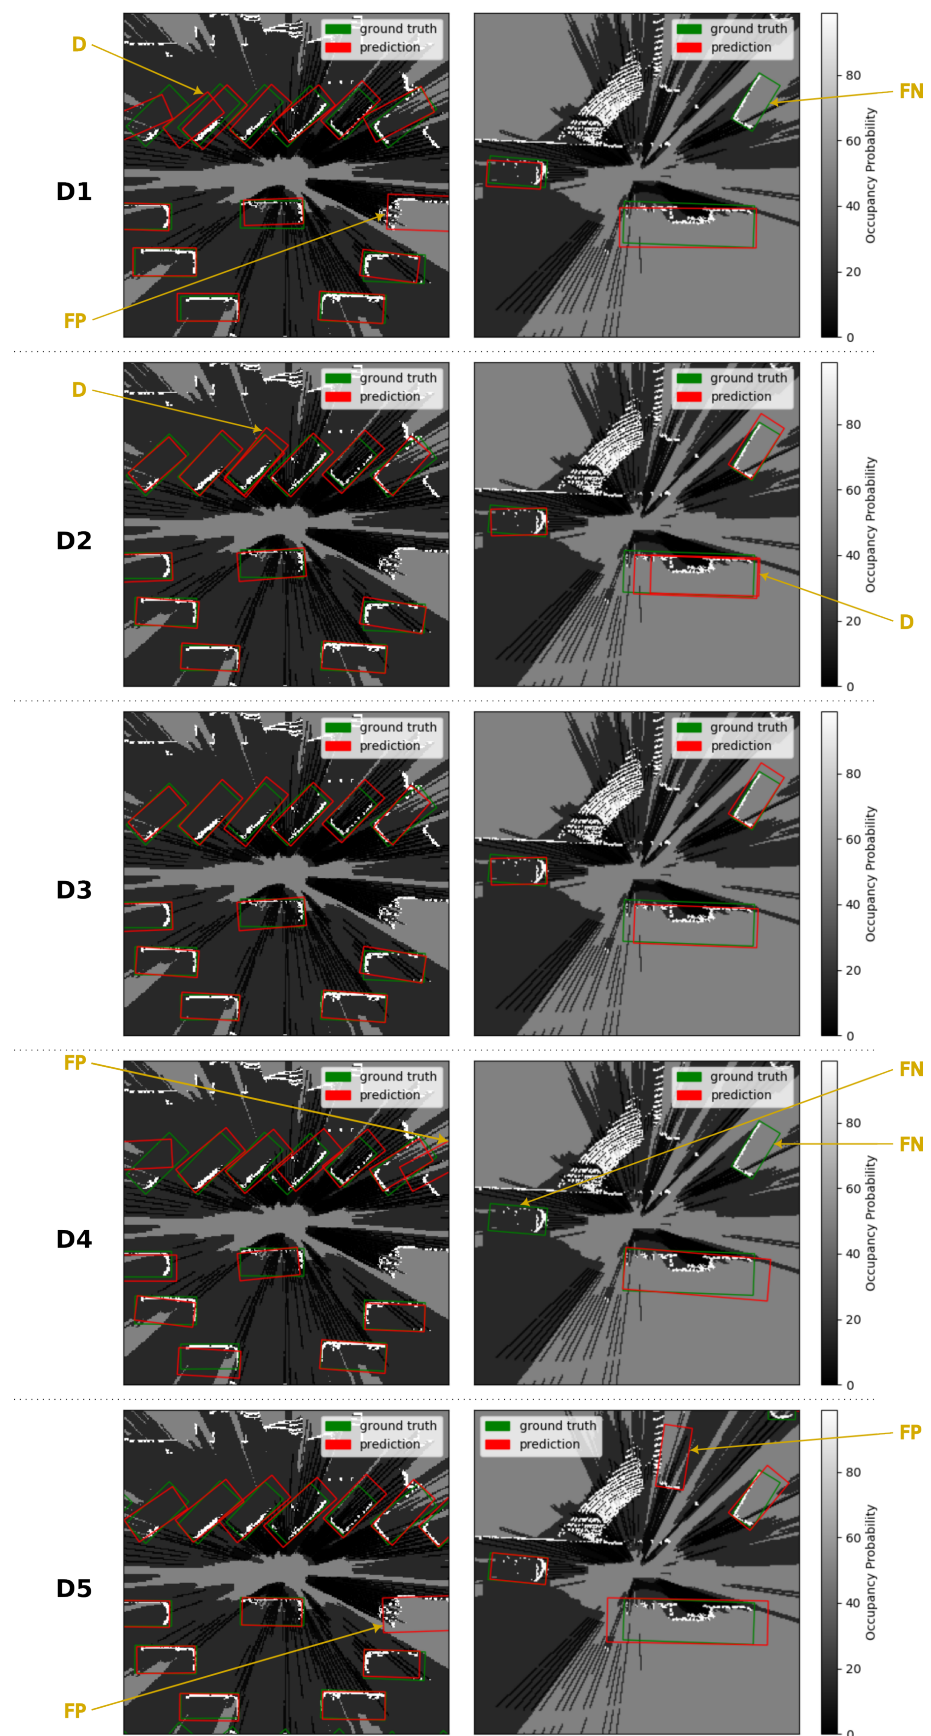 D
ground truth
prediction
ground truth
prediction
FN
D1
FP
80
60
40
20
0
Occupancy Probability
D
ground truth
prediction
ground truth
prediction
D2
D
80
60
40
20
0
Occupancy Probability
ground truth
prediction
ground truth
prediction
D3
80
60
40
20
0
Occupancy Probability
FP
ground truth
prediction
ground truth
prediction
FN
FN
D4
80
60
40
20
0
Occupancy Probability
ground truth
prediction
ground truth
prediction
FP
D5
FP
80
60
40
20
0
Occupancy Probability